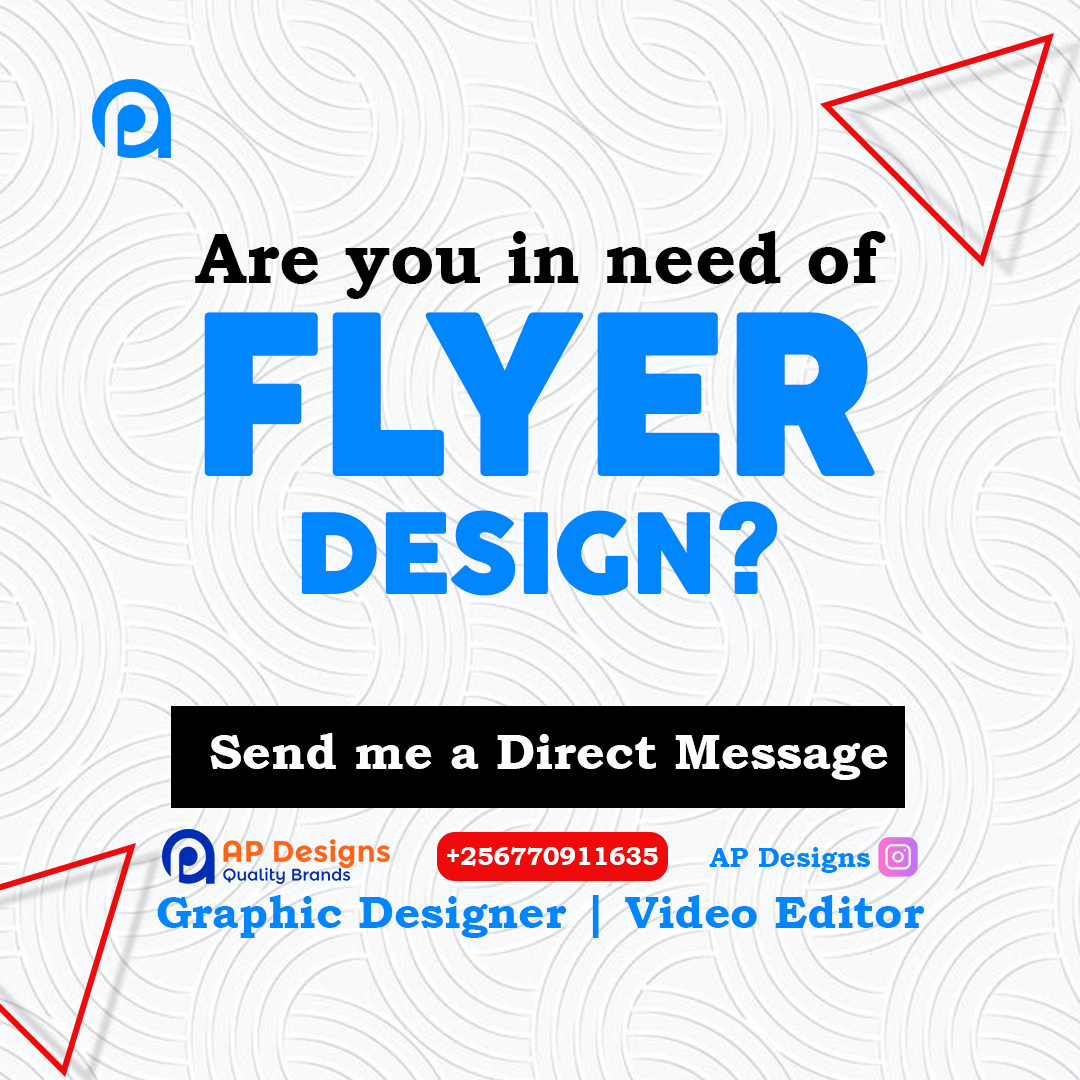 Are you in need of
FLYER
DESIGN?
Send me a Direct Message
AP Designs
Quality Brands
+256770911635
AP Designs
Graphic Designer | Video Editor